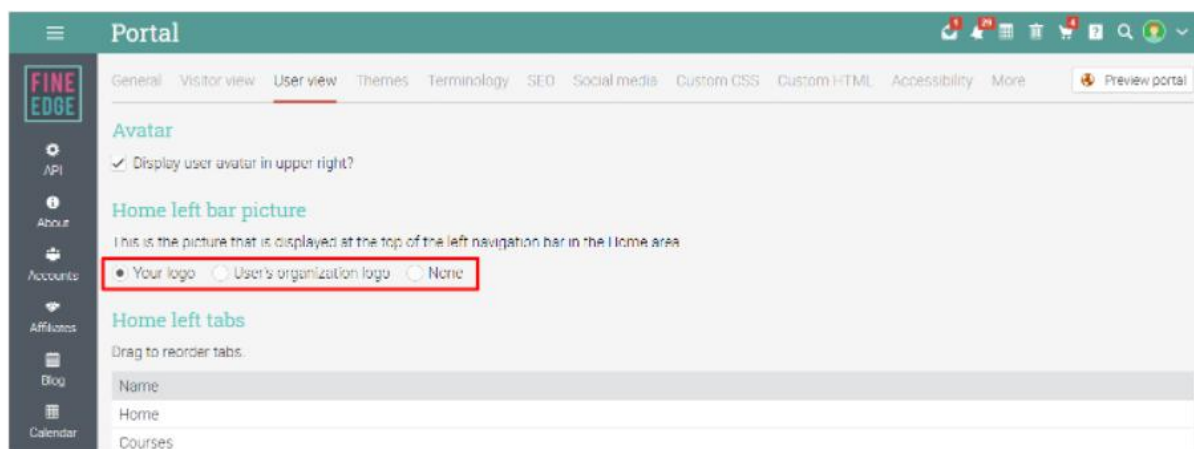 Portal
1
29
4
FINE
EDGE
General Visitor view User view Themes Terminology SEO Social media Custom CSS Custom HTML Accessibility More Preview portal
Avatar
Display user avatar in upper right?
API
Home left bar picture
About
This is the picture that is displayed at the top of the left navigation bar in the Home area
Accounts
Your logo User's organization logo None
Affiliates
Home left tabs
Drag to reorder tabs.
Blog
Name
Home
Calendar
Courses